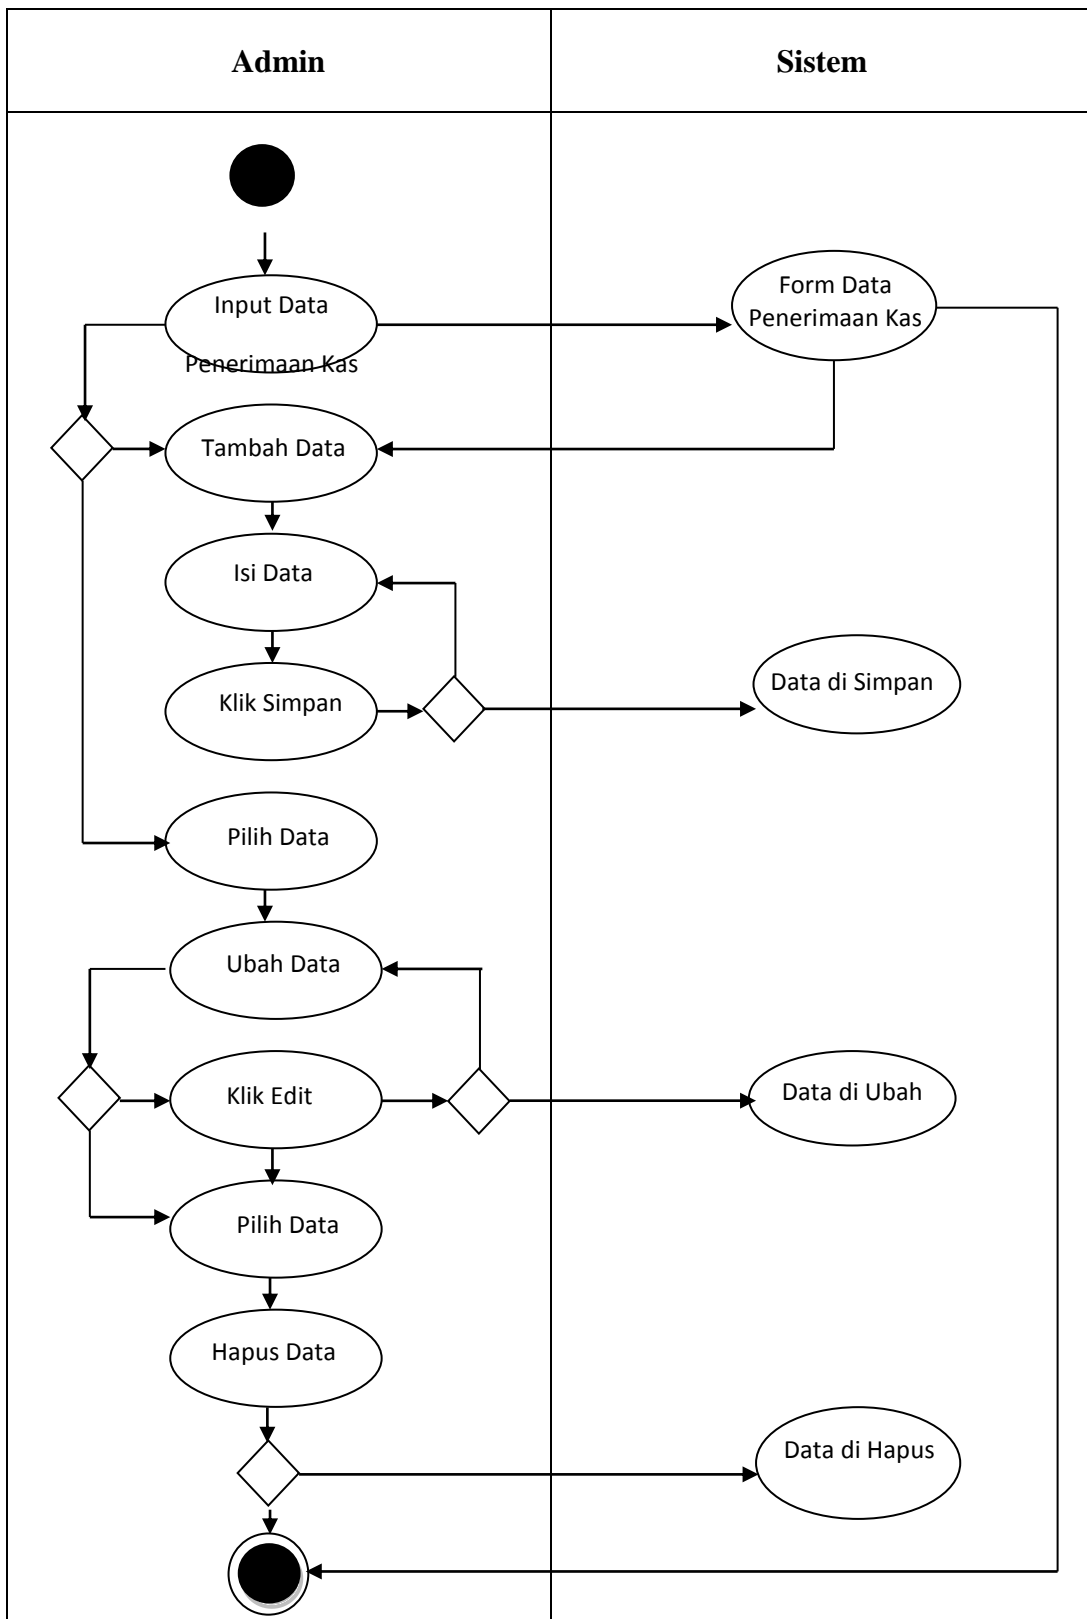 Admin
Sistem
Input Data
Penerimaan Kas
Form Data
Penerimaan Kas
Tambah Data
Isi Data
Klik Simpan
Data di Simpan
Pilih Data
Ubah Data
Klik Edit
Data di Ubah
Pilih Data
Hapus Data
Data di Hapus